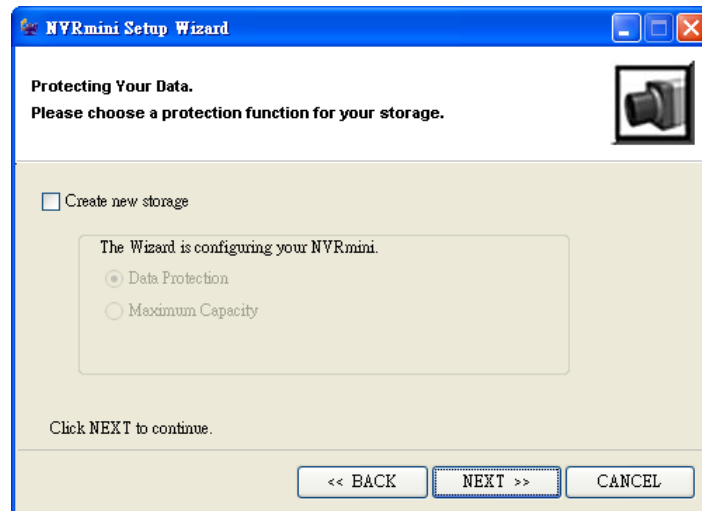 NVRmini Setup Wizard
Protecting Your Data.
Please choose a protection function for your storage.
Create new storage
The Wizard is configuring your NVRmini.
Data Protection
Maximum Capacity
Click NEXT to continue.
<< BACK NEXT >> CANCEL